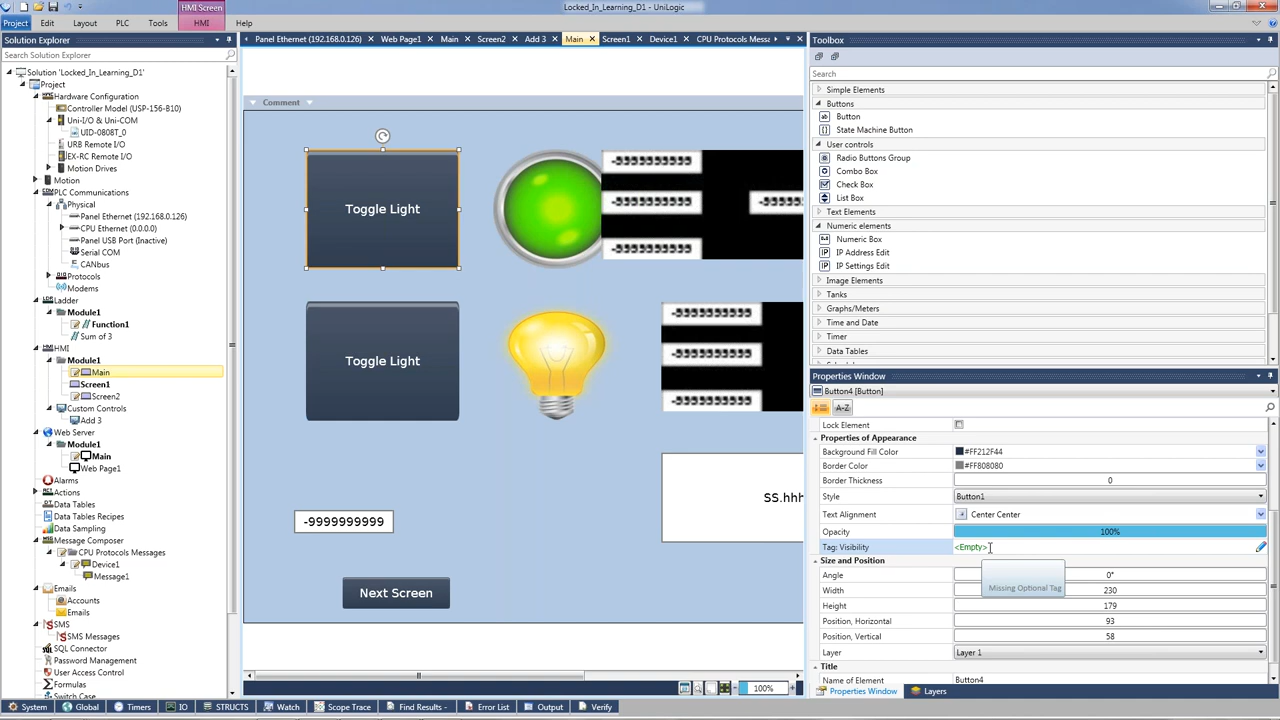 HMI Screen
Locked_In_Learning_D1 - UniLogic
Project
Edit
Layout
PLC
Tools
HMI
Help
Solution Explorer
Search Solution Explorer
Solution 'Locked_In_Learning_D1'
Project
Hardware Configuration
Controller Model (USP-156-B10)
Uni-I/O & Uni-COM
UID-0808T_0
URB Remote I/O
EX-RC Remote I/O
Motion Drives
Motion
PLC Communications
Physical
Panel Ethernet (192.168.0.126)
CPU Ethernet (0.0.0.0)
Panel USB Port (Inactive)
Serial COM
CANbus
Protocols
Modems
Ladder
Module1
Function1
Sum of 3
HMI
Module1
Main
Screen1
Screen2
Custom Controls
Add 3
Web Server
Module1
Main
Web Page1
Alarms
Actions
Data Tables
Data Tables Recipes
Data Sampling
Message Composer
CPU Protocols Messages
Device1
Message1
Emails
Accounts
Emails
SMS
SMS Messages
SQL Connector
Password Management
User Access Control
Formulas
Switch Case
Panel Ethernet (192.168.0.126)
Web Page1
Main
Screen2
Add 3
Main
Screen1
Device1
CPU Protocols Messa
Comment
Toggle Light
-9999999999
-9999999999
-9999999999
-99999
Toggle Light
-9999999999
-9999999999
-9999999999
SS.hhh
-9999999999
Next Screen
100%
Toolbox
Search
Simple Elements
Buttons
Button
State Machine Button
User controls
Radio Buttons Group
Combo Box
Check Box
List Box
Text Elements
Numeric elements
Numeric Box
IP Address Edit
IP Settings Edit
Image Elements
Tanks
Graphs/Meters
Time and Date
Timer
Data Tables
Properties Window
Button4 [Button]
A-Z
Lock Element
Properties of Appearance
Background Fill Color #FF212F44
Border Color #FF808080
Border Thickness 0
Style Button1
Text Alignment Center Center
Opacity 100%
Tag: Visibility <Empty>
Size and Position
Missing Optional Tag
Angle 0°
Width 230
Height 179
Position, Horizontal 93
Position, Vertical 58
Layer Layer 1
Title
Name of Element Button4
Properties Window
Layers
System
Global
Timers
IO
STRUCTS
Watch
Scope Trace
Find Results -
Error List
Output
Verify